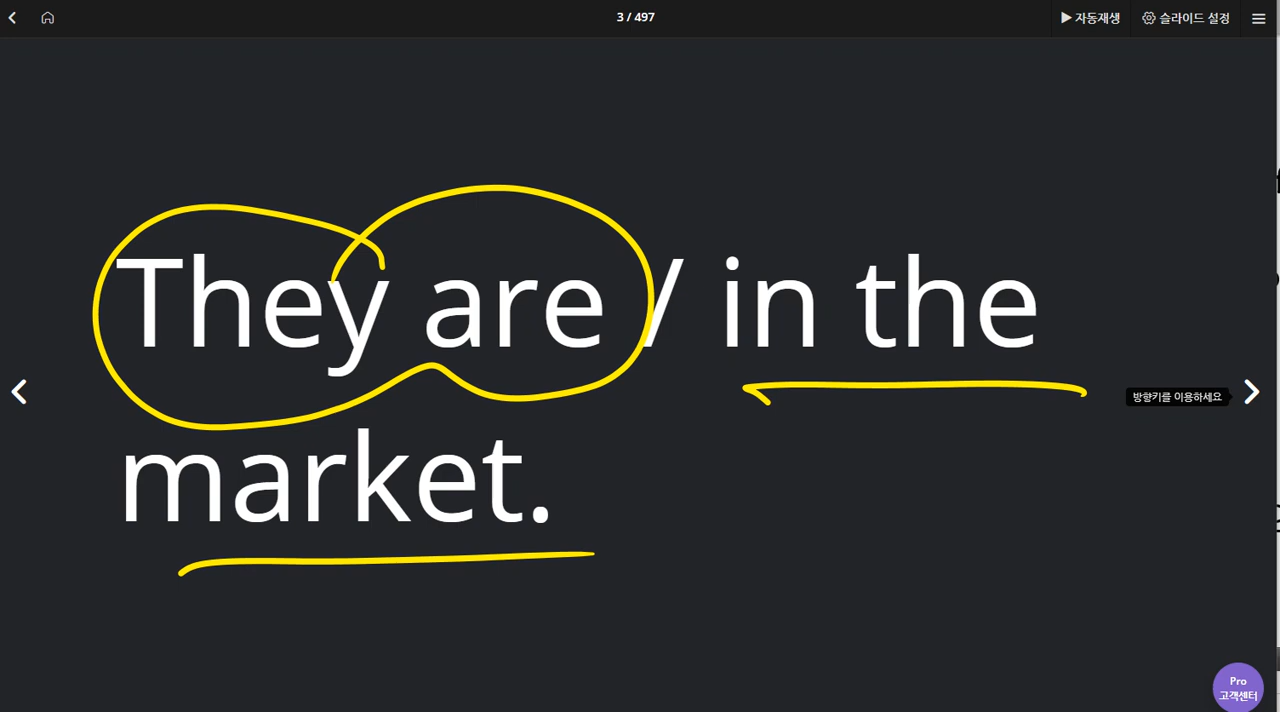 3 / 497
자동재생
슬라이드 설정
They are / in the
market.
방향키를 이용하세요
Pro
고객센터